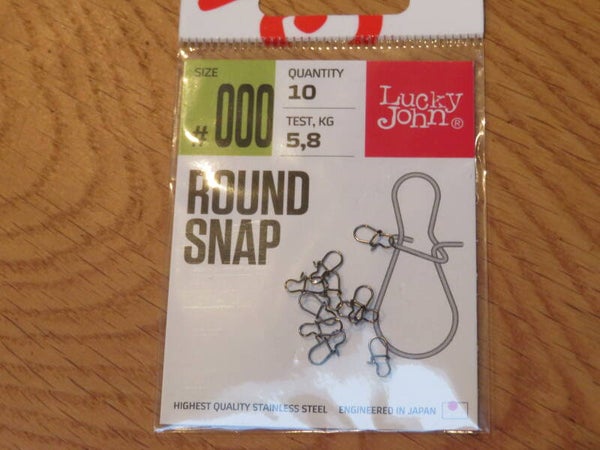 SIZE
#000
QUANTITY
10
TEST, KG
5,8
Lucky
John®
ROUND
SNAP
HIGHEST QUALITY STAINLESS STEEL
ENGINEERED IN JAPAN